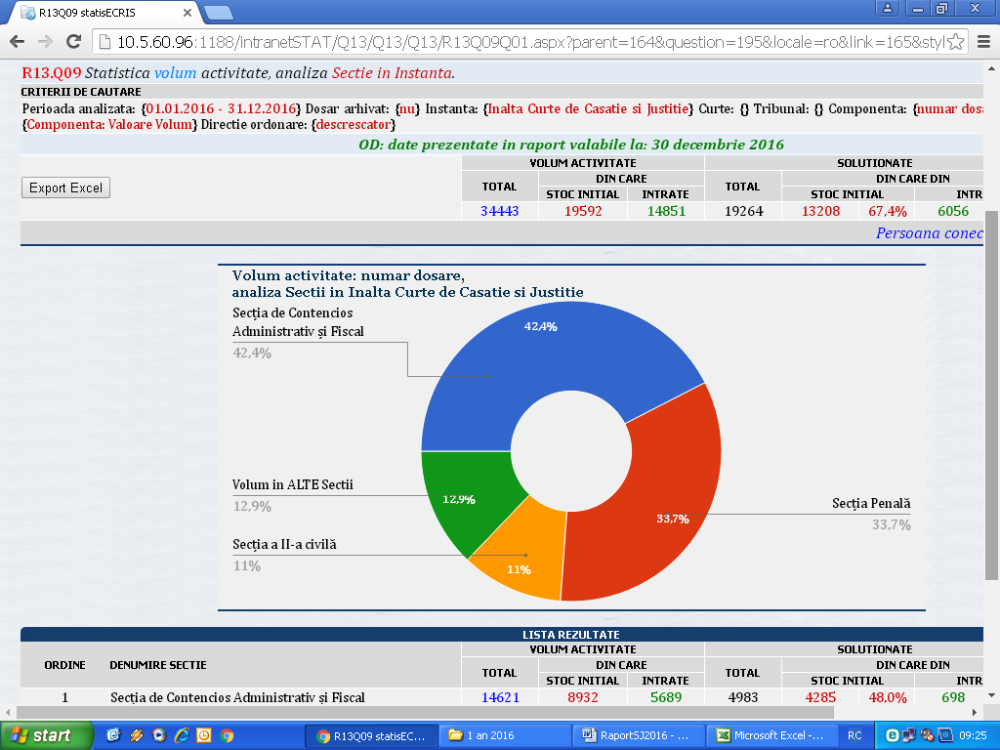 R13Q09 statisECRIS
10.5.60.96:1188/intranetSTAT/Q13/Q13/Q13/R13Q09Q01.aspx?parent=164&question=195&locale=ro&link=165&styl
R13.Q09 Statistica volum activitate, analiza Sectie in Instanta.
CRITERII DE CAUTARE
Perioada analizata: {01.01.2016 - 31.12.2016} Dosar arhivat: {nu} Instanta: {Inalta Curte de Casatie si Justitie} Curte: {} Tribunal: {} Componenta: {numar dosa
{Componenta: Valoare Volum} Directie ordonare: {descrescator}
OD: date prezentate in raport valabile la: 30 decembrie 2016
Export Excel
VOLUM ACTIVITATE SOLUTIONATE
TOTAL DIN CARE TOTAL DIN CARE DIN
STOC INITIAL INTRATE STOC INITIAL INTR
34443 19592 14851 19264 13208 67,4% 6056
Persoana conec
Volum activitate: numar dosare,
analiza Sectii in Inalta Curte de Casatie si Justitie
Secția de Contencios
Administrativ și Fiscal
42,4%
42,4%
Volum in ALTE Sectii
12,9%
12,9%
Secția Penală
33,7%
33,7%
Secția a II-a civilă
11%
11%
LISTA REZULTATE
ORDINE DENUMIRE SECTIE VOLUM ACTIVITATE SOLUTIONATE
TOTAL DIN CARE TOTAL DIN CARE DIN
STOC INITIAL INTRATE STOC INITIAL INTR
1 Secția de Contencios Administrativ și Fiscal 14621 8932 5689 4983 4285 48,0% 698
start R13Q09 statisEC... 1 an 2016 RaportSJ2016 - ... Microsoft Excel -... RO 09:25